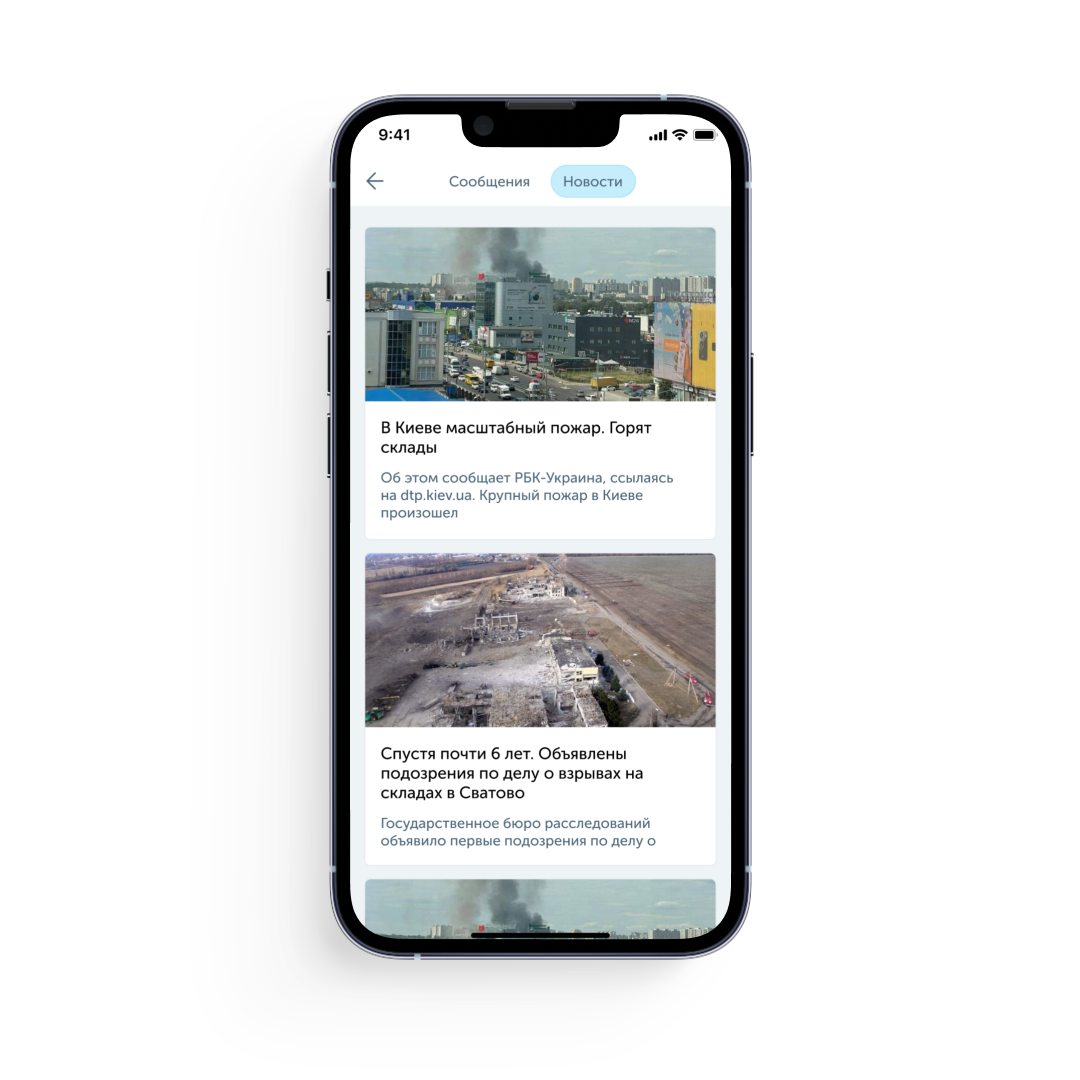 9:41
Сообщения
Новости
В Киеве масштабный пожар. Горят
склады
Об этом сообщает РБК-Украина, ссылаясь
на dtp.kiev.ua. Крупный пожар в Киеве
произошел
Спустя почти 6 лет. Объявлены
подозрения по делу о взрывах на
складах в Сватово
Государственное бюро расследований
объявило первые подозрения по делу о